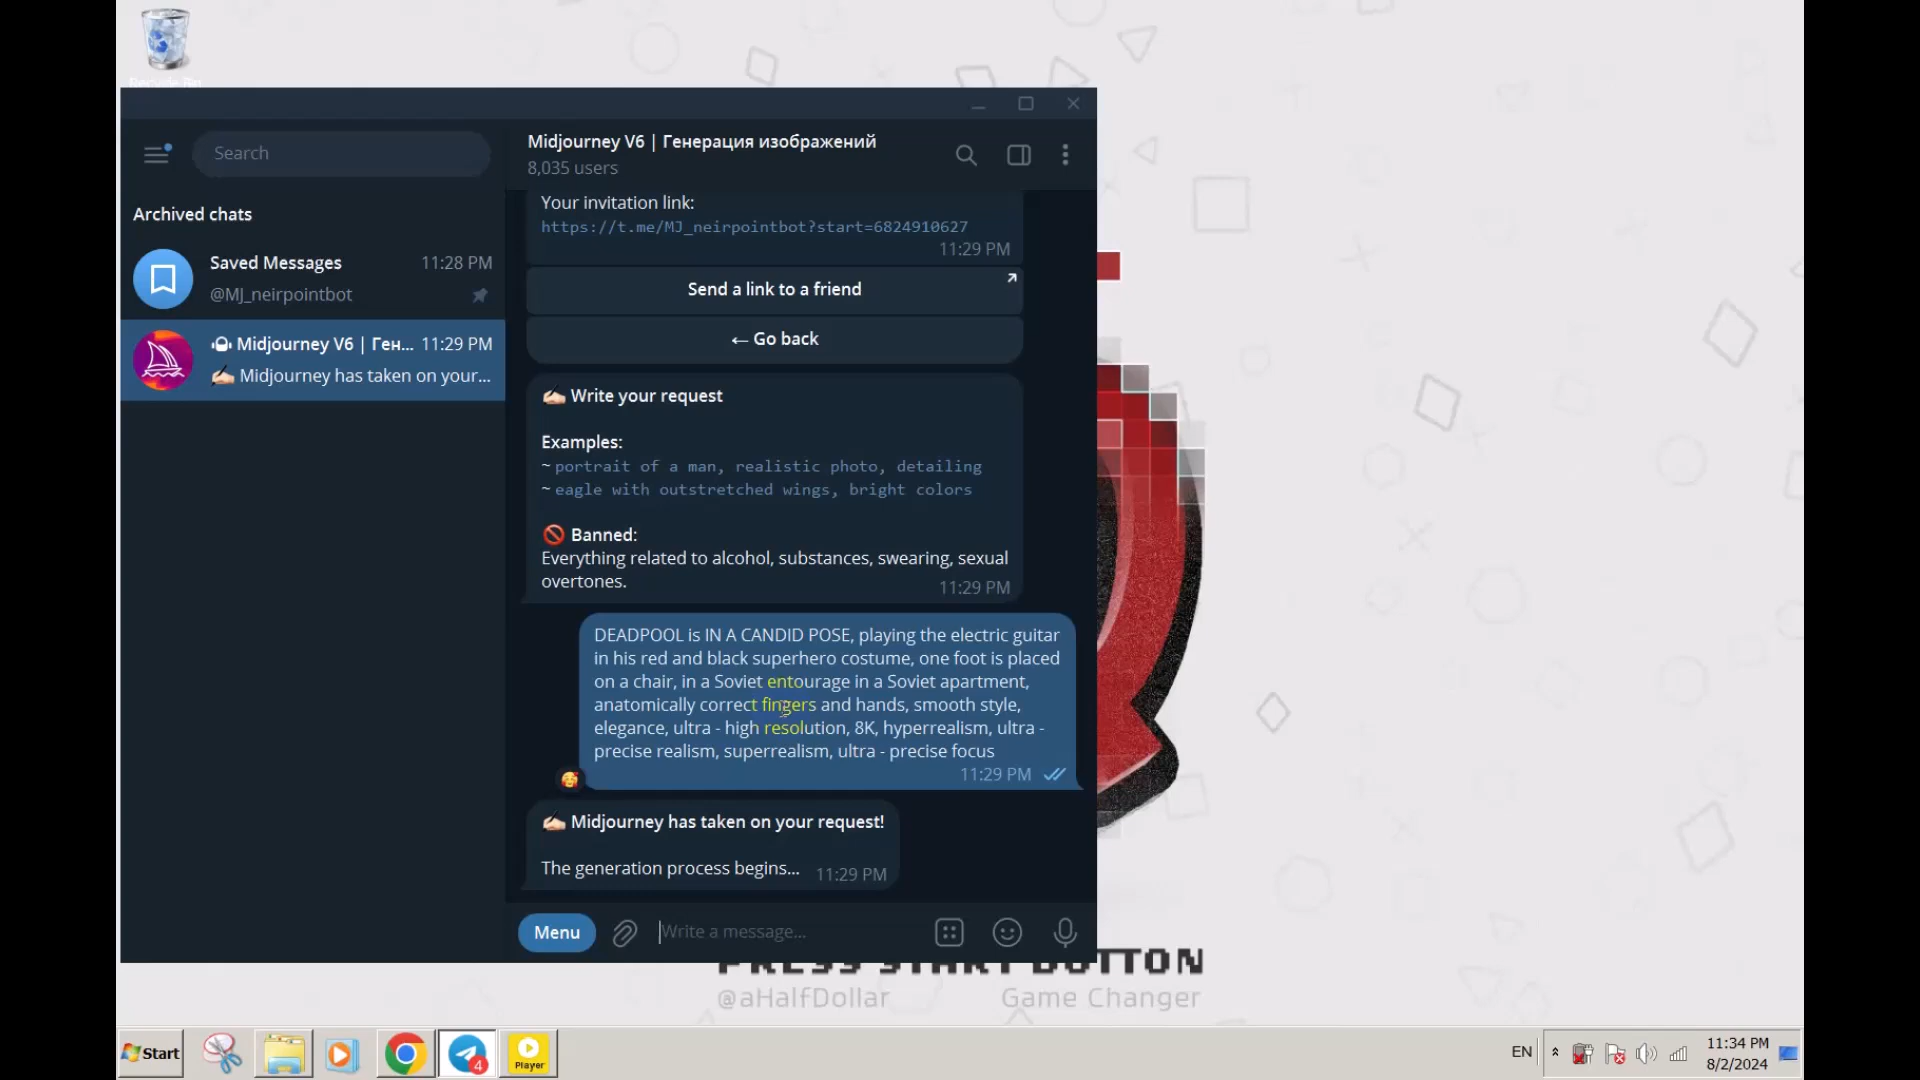 Midjourney V6 | Генерация изображений
8,035 users
Search
Archived chats
Saved Messages 11:28 PM
@MJ_neirpointbot
Midjourney V6 | Ген... 11:29 PM
✍🏻 Midjourney has taken on your...
Your invitation link:
https://t.me/MJ_neirpointbot?start=6824910627
11:29 PM
Send a link to a friend
← Go back
✍🏻 Write your request
Examples:
~ portrait of a man, realistic photo, detailing
~ eagle with outstretched wings, bright colors
🚫 Banned:
Everything related to alcohol, substances, swearing, sexual
overtones.
11:29 PM
DEADPOOL is IN A CANDID POSE, playing the electric guitar
in his red and black superhero costume, one foot is placed
on a chair, in a Soviet entourage in a Soviet apartment,
anatomically correct fingers and hands, smooth style,
elegance, ultra - high resolution, 8K, hyperrealism, ultra -
precise realism, superrealism, ultra - precise focus
11:29 PM
✍🏻 Midjourney has taken on your request!
The generation process begins... 11:29 PM
Menu
Write a message...
PRESS START BUTTON
@aHalfDollar Game Changer
Start
4
Player
EN
11:34 PM
8/2/2024